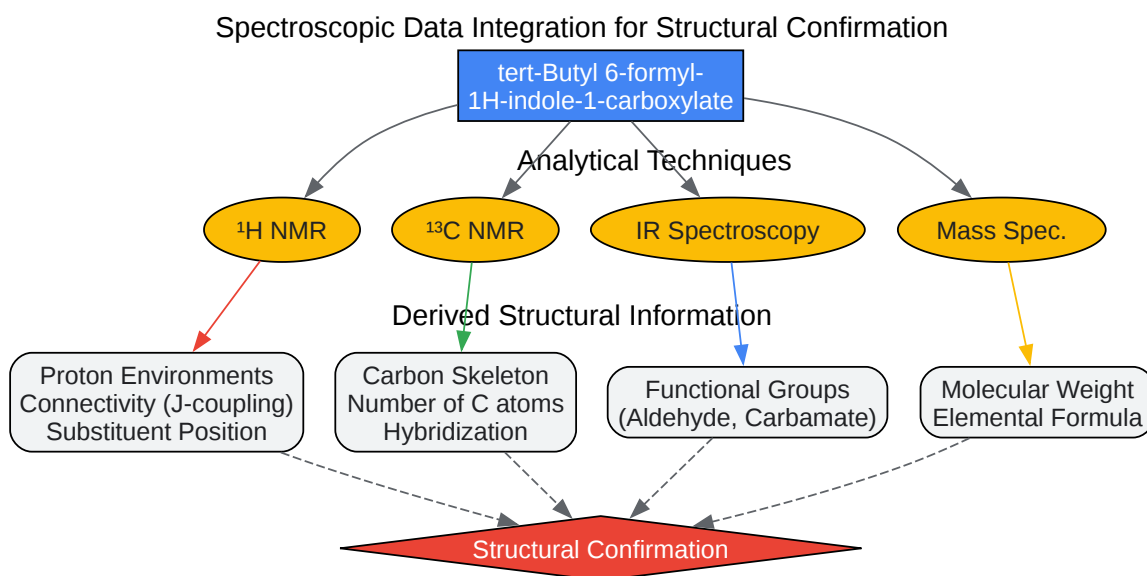 Spectroscopic Data Integration for Structural Confirmation
tert-Butyl 6-formyl-
1H-indole-1-carboxylate
Analytical Techniques
¹H NMR
¹³C NMR
IR Spectroscopy
Mass Spec.
Derived Structural Information
Proton Environments
Connectivity (J-coupling)
Substituent Position
Carbon Skeleton
Number of C atoms
Hybridization
Functional Groups
(Aldehyde, Carbamate)
Molecular Weight
Elemental Formula
Structural Confirmation